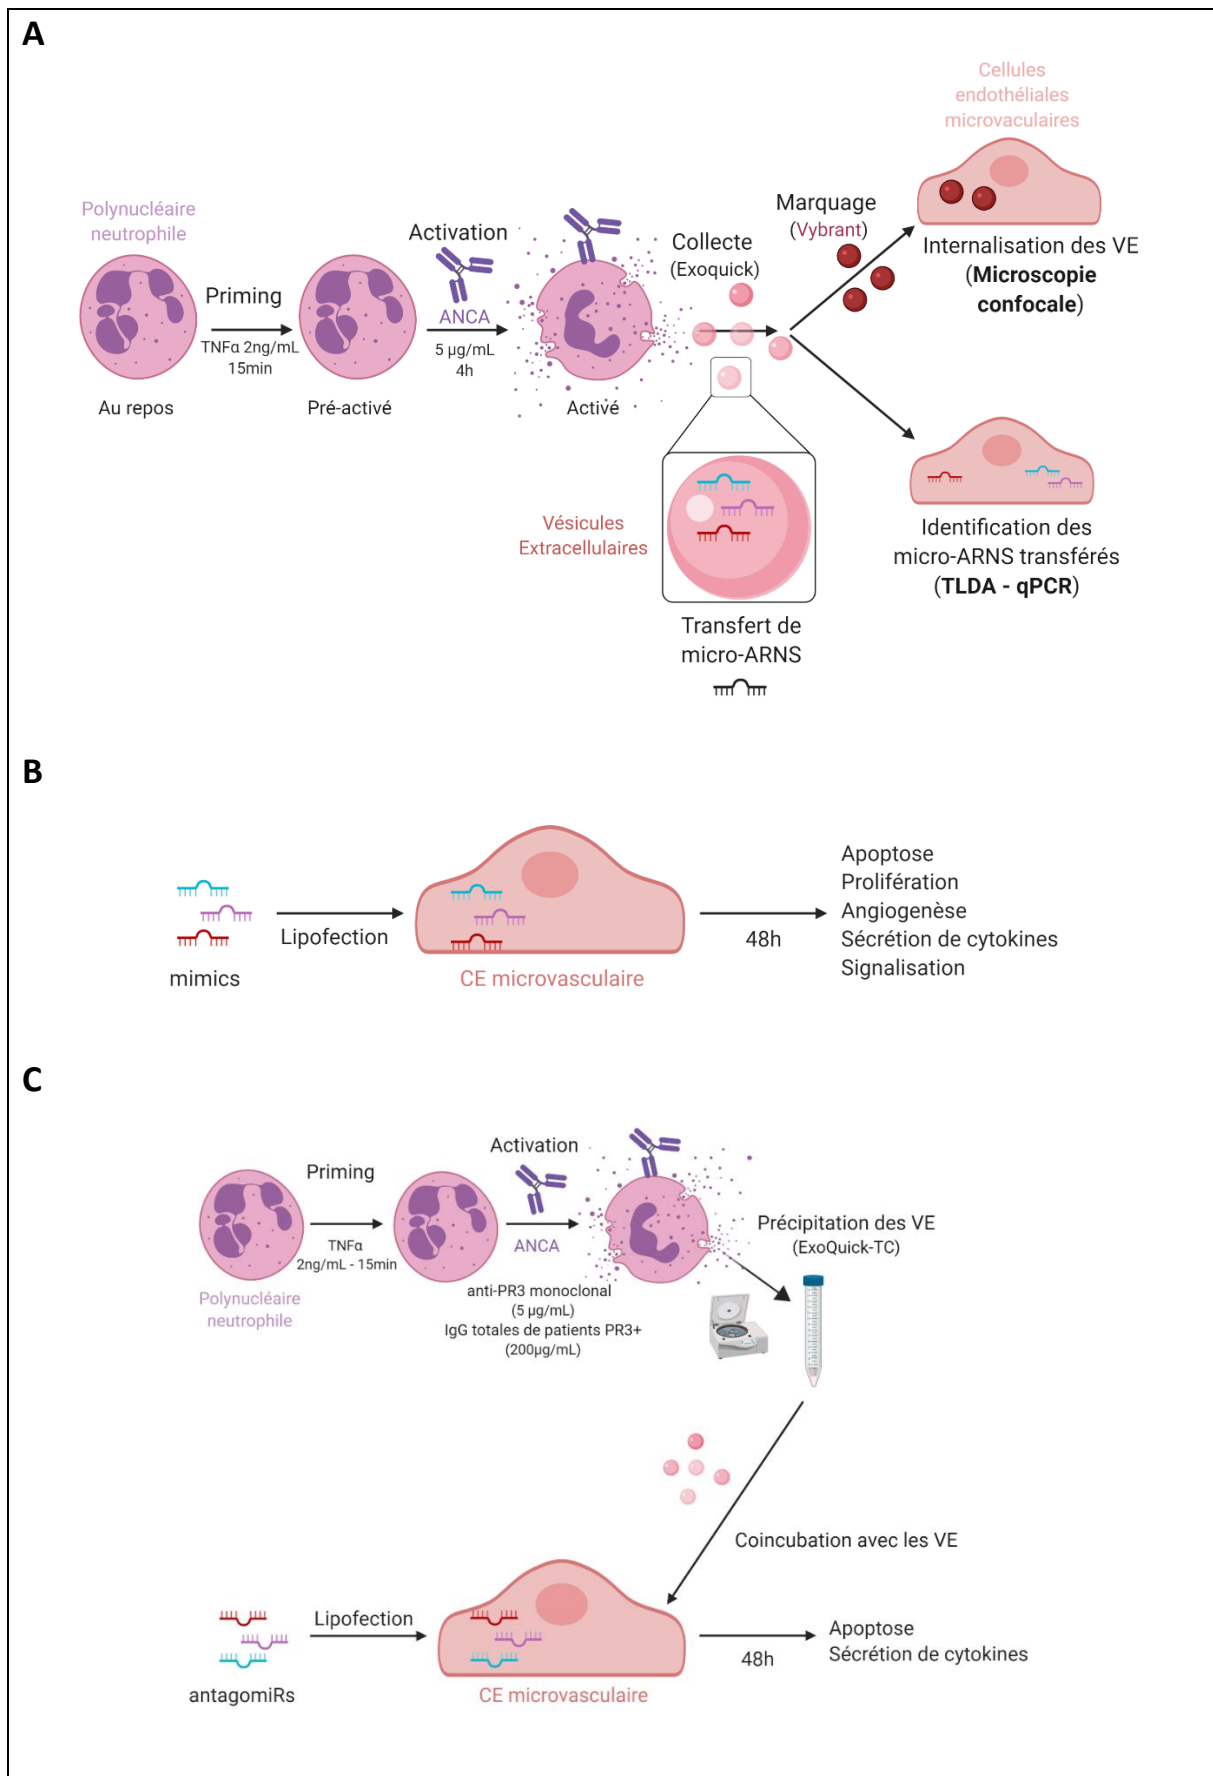 A
Cellules
endothéliales
microvaculaires
Polynucléaire
neutrophile
Activation
Marquage
(Vybrant)
Collecte
(Exoquick)
Internalisation des VE
(Microscopie
confocale)
Priming
ANCA
TNFα 2ng/mL
15min
5 µg/mL
4h
Au repos
Pré-activé
Activé
Vésicules
Extracellulaires
Identification des
micro-ARNS transférés
(TLDA - qPCR)
Transfert de
micro-ARNS
B
Apoptose
Prolifération
Angiogenèse
Sécrétion de cytokines
Signalisation
Lipofection
48h
mimics
CE microvasculaire
C
Activation
Priming
Précipitation des VE
(ExoQuick-TC)
TNFα
2ng/mL - 15min
ANCA
Polynucléaire
neutrophile
anti-PR3 monoclonal
(5 µg/mL)
IgG totales de patients PR3+
(200µg/mL)
Coincubation avec les VE
Lipofection
Apoptose
Sécrétion de cytokines
48h
antagomiRs
CE microvasculaire